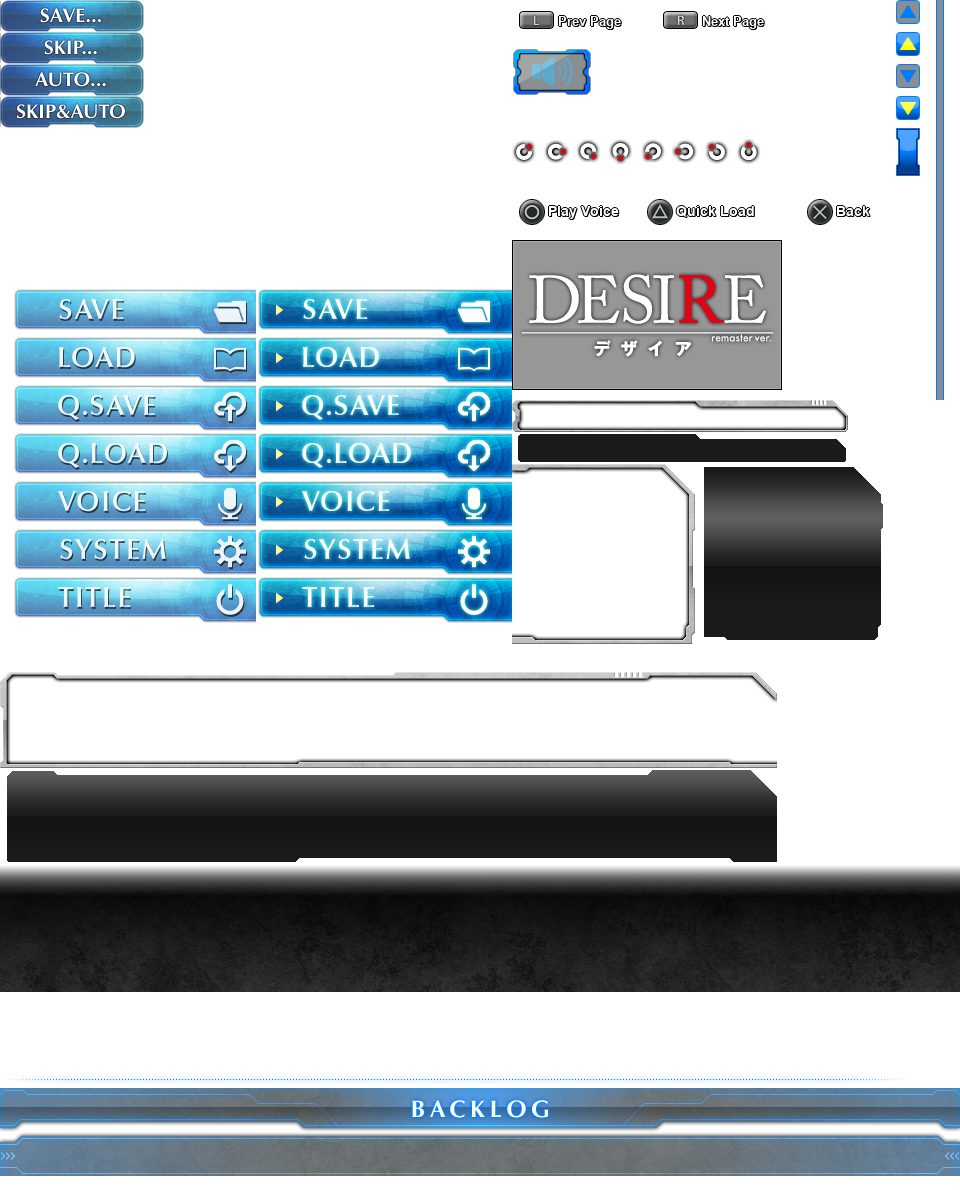 SAVE...
SKIP...
AUTO...
SKIP&AUTO
L Prev Page R Next Page
Play Voice Quick Load Back
SAVE SAVE
LOAD LOAD
Q.SAVE Q.SAVE
Q.LOAD Q.LOAD
VOICE VOICE
SYSTEM SYSTEM
TITLE TITLE
DESIRE
remaster ver.
デザイア
BACKLOG